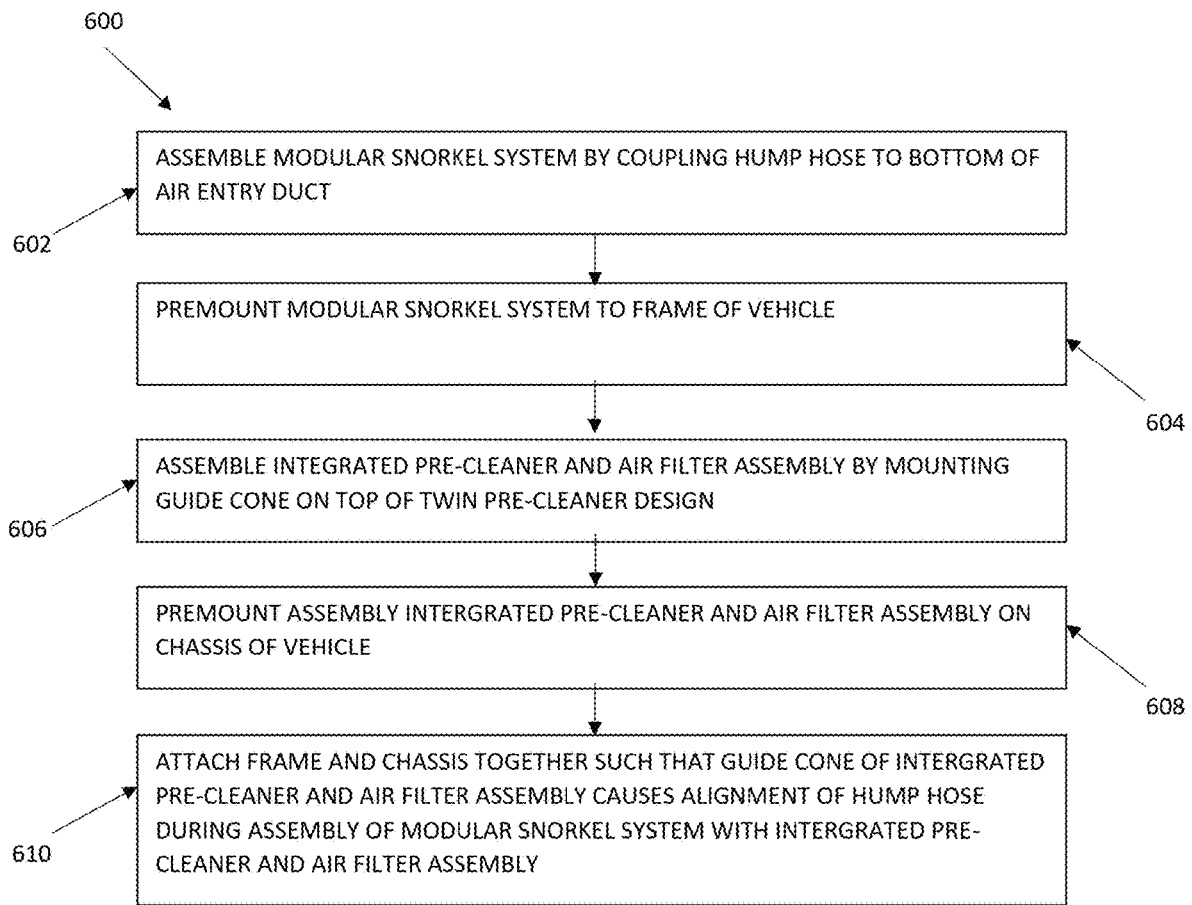 600
ASSEMBLE MODULAR SNORKEL SYSTEM BY COUPLING HUMP HOSE TO BOTTOM OF
AIR ENTRY DUCT
602
PREMOUNT MODULAR SNORKEL SYSTEM TO FRAME OF VEHICLE
604
ASSEMBLE INTEGRATED PRE-CLEANER AND AIR FILTER ASSEMBLY BY MOUNTING
GUIDE CONE ON TOP OF TWIN PRE-CLEANER DESIGN
606
PREMOUNT ASSEMBLY INTERGRATED PRE-CLEANER AND AIR FILTER ASSEMBLY ON
CHASSIS OF VEHICLE
608
ATTACH FRAME AND CHASSIS TOGETHER SUCH THAT GUIDE CONE OF INTERGRATED
PRE-CLEANER AND AIR FILTER ASSEMBLY CAUSES ALIGNMENT OF HUMP HOSE
DURING ASSEMBLY OF MODULAR SNORKEL SYSTEM WITH INTERGRATED PRE-
CLEANER AND AIR FILTER ASSEMBLY
610